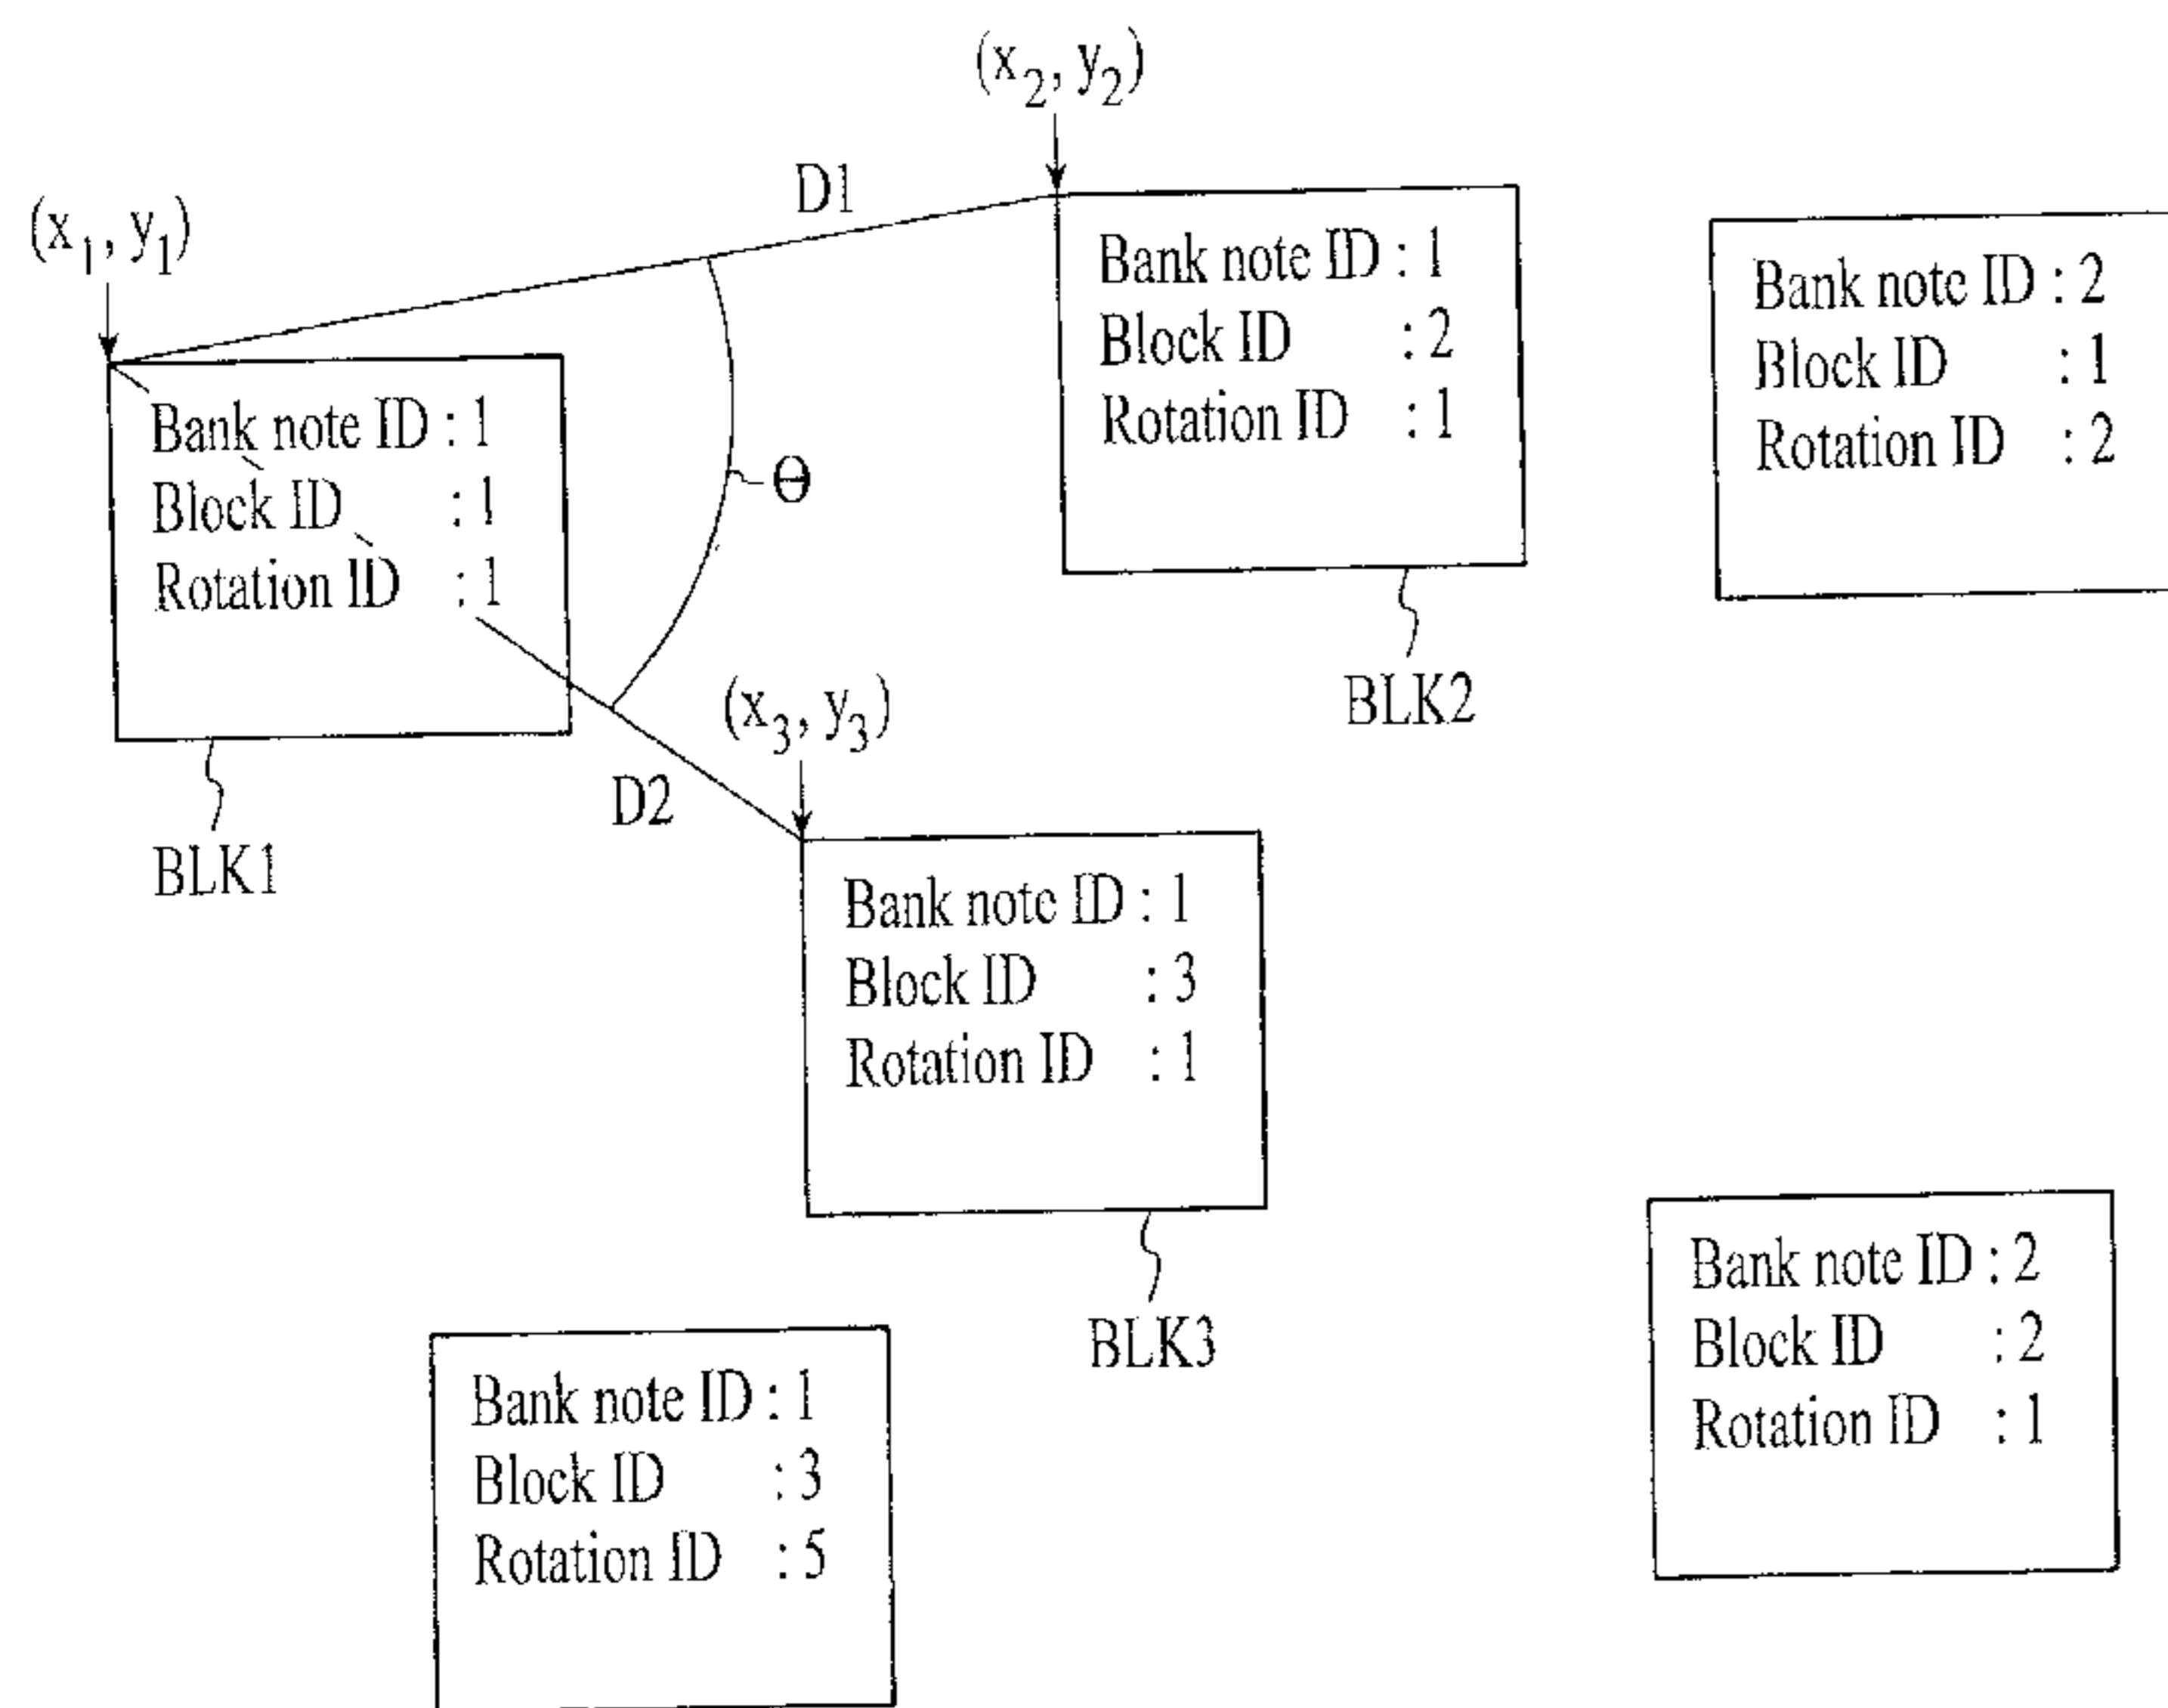 (x2, y2)
D1
(x1, y1)
Bank note ID : 1
Block ID : 2
Rotation ID : 1
Bank note ID : 2
Block ID : 1
Rotation ID : 2
Bank note ID : 1
Block ID : 1
Rotation ID : 1
Θ
BLK2
(x3, y3)
D2
BLK1
Bank note ID : 1
Block ID : 3
Rotation ID : 1
BLK3
Bank note ID : 2
Block ID : 2
Rotation ID : 1
Bank note ID : 1
Block ID : 3
Rotation ID : 5